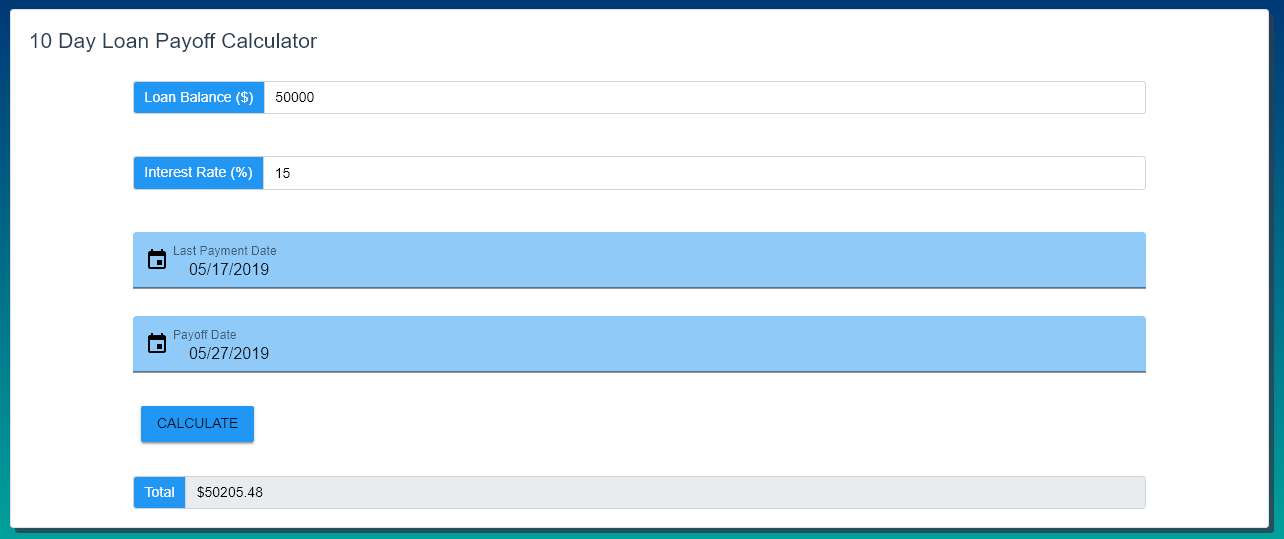 10 Day Loan Payoff Calculator
Loan Balance ($) 50000
Interest Rate (%) 15
Last Payment Date
05/17/2019
Payoff Date
05/27/2019
CALCULATE
Total $50205.48